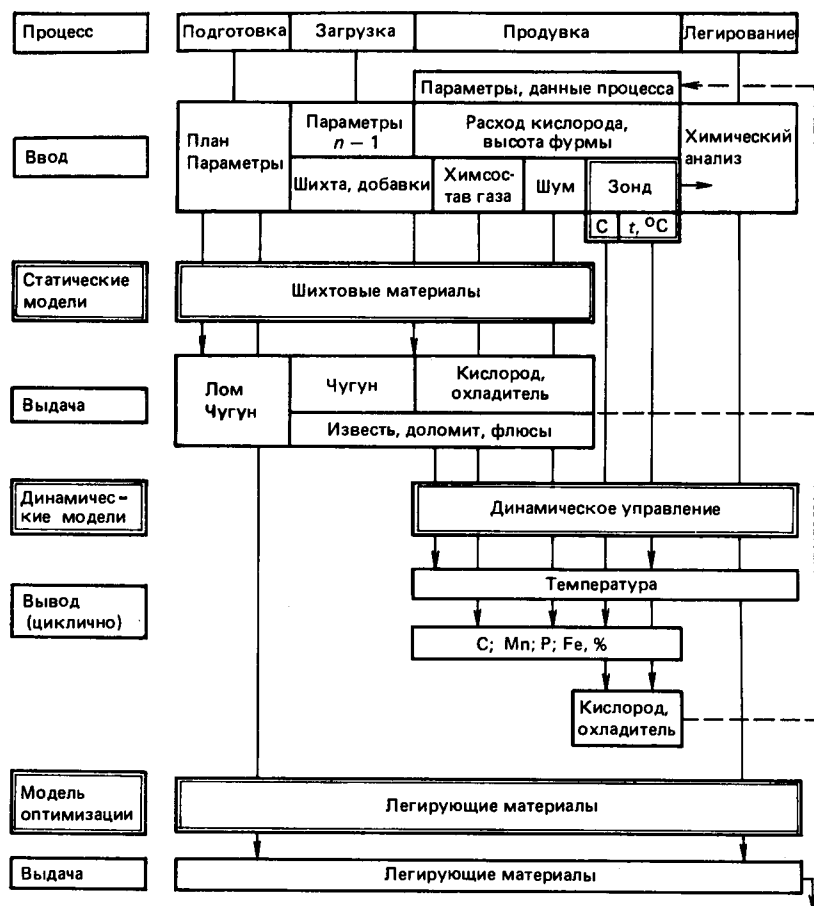 Процесс
Подготовка
Загрузка
Продувка
Легирование
Параметры, данные процесса
Ввод
План
Параметры
Параметры
n – 1
Расход кислорода,
высота фурмы
Химический
анализ
Шихта, добавки
Химсос-
тав газа
Шум
Зонд
С
t, °С
Статические
модели
Шихтовые материалы
Выдача
Лом
Чугун
Чугун
Кислород,
охладитель
Известь, доломит, флюсы
Динамичес-
кие модели
Динамическое управление
Вывод
(циклично)
Температура
С; Mn; P; Fe, %
Кислород,
охладитель
Модель
оптимизации
Легирующие материалы
Выдача
Легирующие материалы